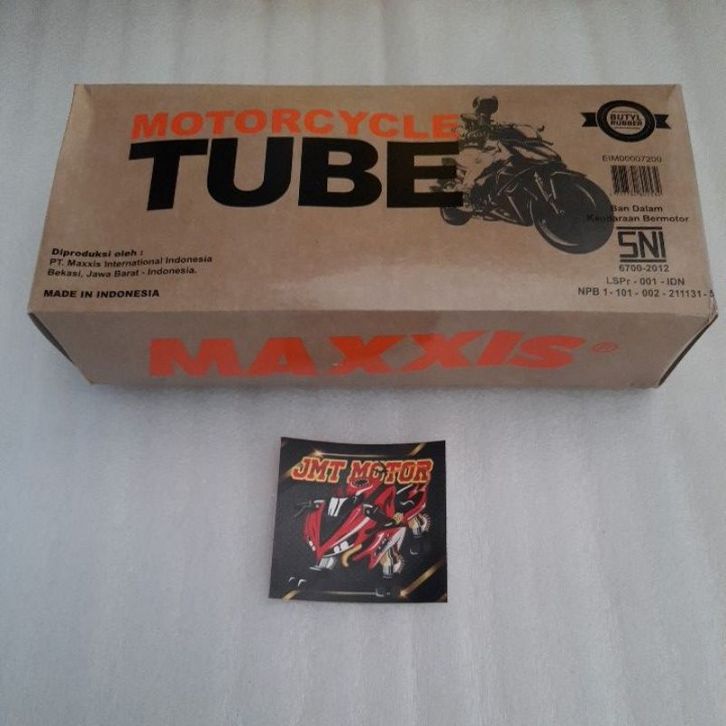 MOTORCYCLE
TUBE
BUTYL
RUBBER
EIM00007200
Ban Dalam
Kendaraan Bermotor
SNI
6700-2012
LSPr - 001 - IDN
NPB 1 - 101 - 002 - 211131 - 5
Diproduksi oleh :
PT. Maxxis International Indonesia
Bekasi, Jawa Barat - Indonesia.
MADE IN INDONESIA
MAXXIS®
JMT MOTOR